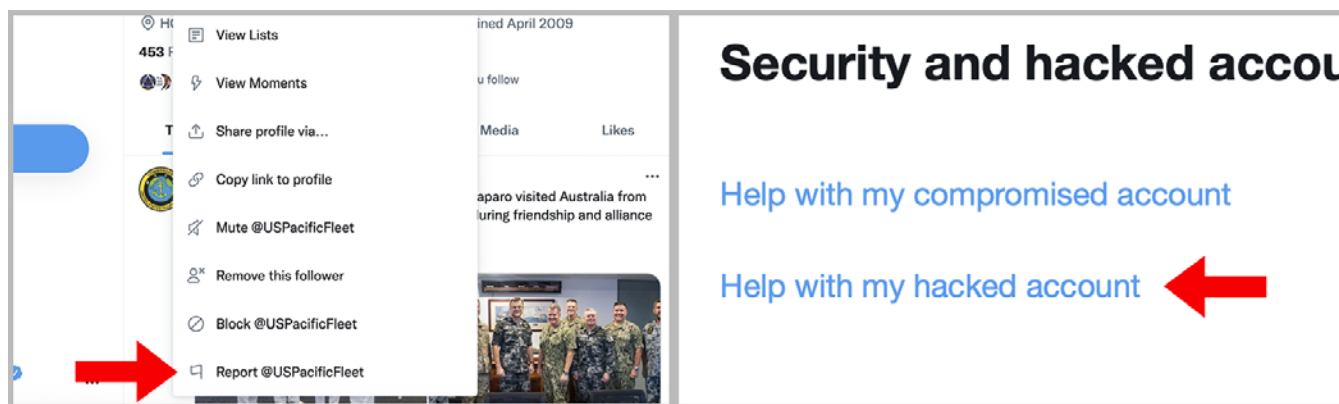 ined April 2009
453
View Lists
View Moments
u follow
Share profile via...
Media
Likes
Copy link to profile
aparo visited Australia from
Mute @USPacificFleet
luring friendship and alliance
Remove this follower
Block @USPacificFleet
Report @USPacificFleet
Security and hacked accou
Help with my compromised account
Help with my hacked account